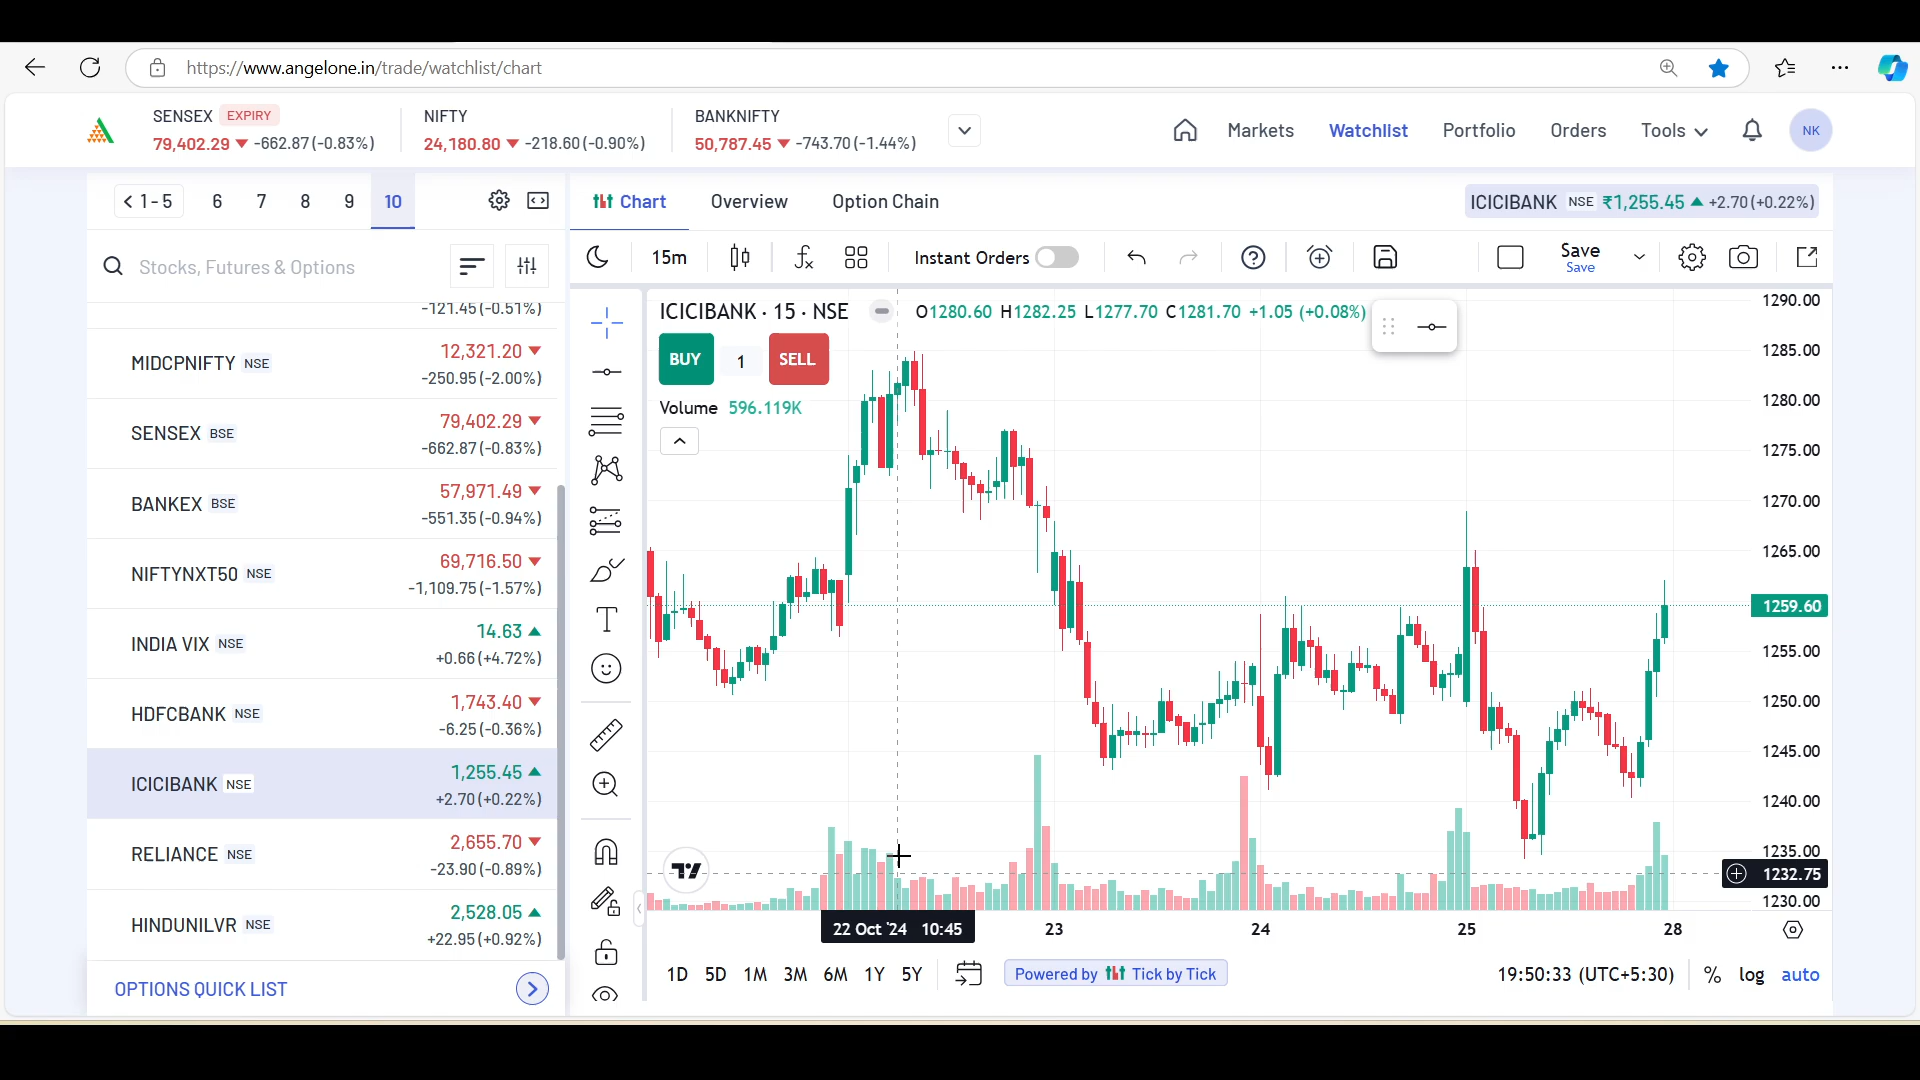 https://www.angelone.in/trade/watchlist/chart
SENSEX EXPIRY
79,402.29 ▼ -662.87(-0.83%)
NIFTY
24,180.80 ▼ -218.60(-0.90%)
BANKNIFTY
50,787.45 ▼ -743.70(-1.44%)
Markets
Watchlist
Portfolio
Orders
Tools
NK
< 1-5 6 7 8 9 10
Stocks, Futures & Options
-121.45(-0.51%)
MIDCPNIFTY NSE 12,321.20 ▼
-250.95(-2.00%)
SENSEX BSE 79,402.29 ▼
-662.87(-0.83%)
BANKEX BSE 57,971.49 ▼
-551.35(-0.94%)
NIFTYNXT50 NSE 69,716.50 ▼
-1,109.75(-1.57%)
INDIA VIX NSE 14.63 ▲
+0.66(+4.72%)
HDFCBANK NSE 1,743.40 ▼
-6.25(-0.36%)
ICICIBANK NSE 1,255.45 ▲
+2.70(+0.22%)
RELIANCE NSE 2,655.70 ▼
-23.90(-0.89%)
HINDUNILVR NSE 2,528.05 ▲
+22.95(+0.92%)
OPTIONS QUICK LIST
Chart Overview Option Chain
ICICIBANK NSE ₹1,255.45 ▲ +2.70(+0.22%)
15m
Instant Orders
Save
Save
ICICIBANK · 15 · NSE O1280.60 H1282.25 L1277.70 C1281.70 +1.05 (+0.08%)
BUY 1 SELL
Volume 596.119K
1290.00
1285.00
1280.00
1275.00
1270.00
1265.00
1259.60
1255.00
1250.00
1245.00
1240.00
1235.00
1232.75
1230.00
22 Oct '24 10:45 23 24 25 28
1D 5D 1M 3M 6M 1Y 5Y
Powered by Tick by Tick
19:50:33 (UTC+5:30) % log auto